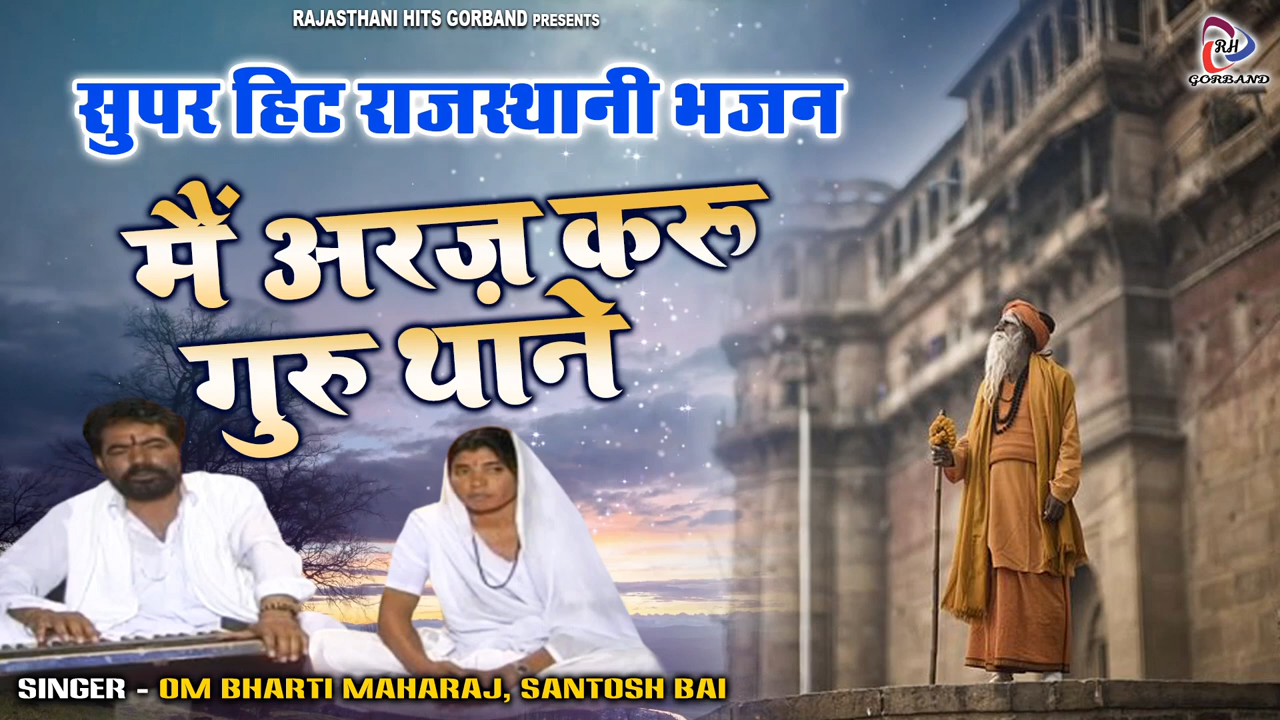 RAJASTHANI HITS GORBAND PRESENTS
RH
GORBAND
सुपर हिट राजस्थानी भजन
मैं अरज़ करू
गुरु थांने
SINGER - OM BHARTI MAHARAJ, SANTOSH BAI